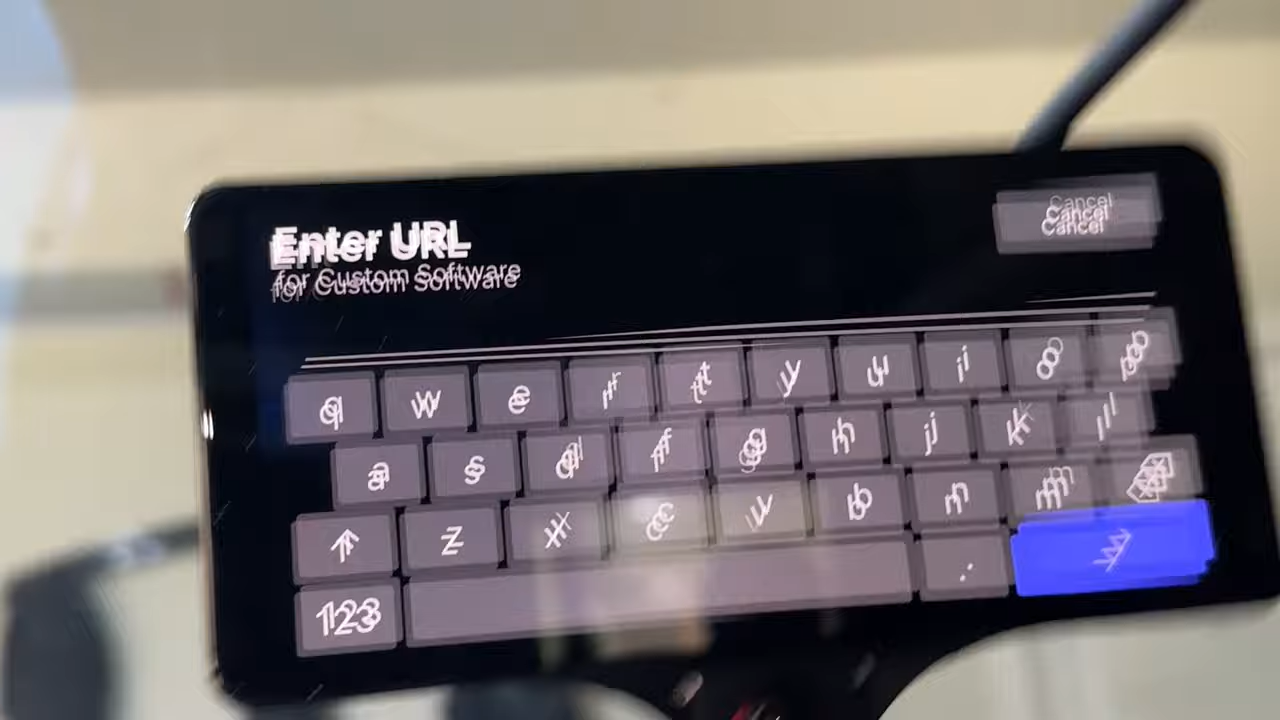 Enter URL
Cancel
for Custom Software
q w e r t y u i o p
a s d f g h j k l
z x c v b n m
123 .